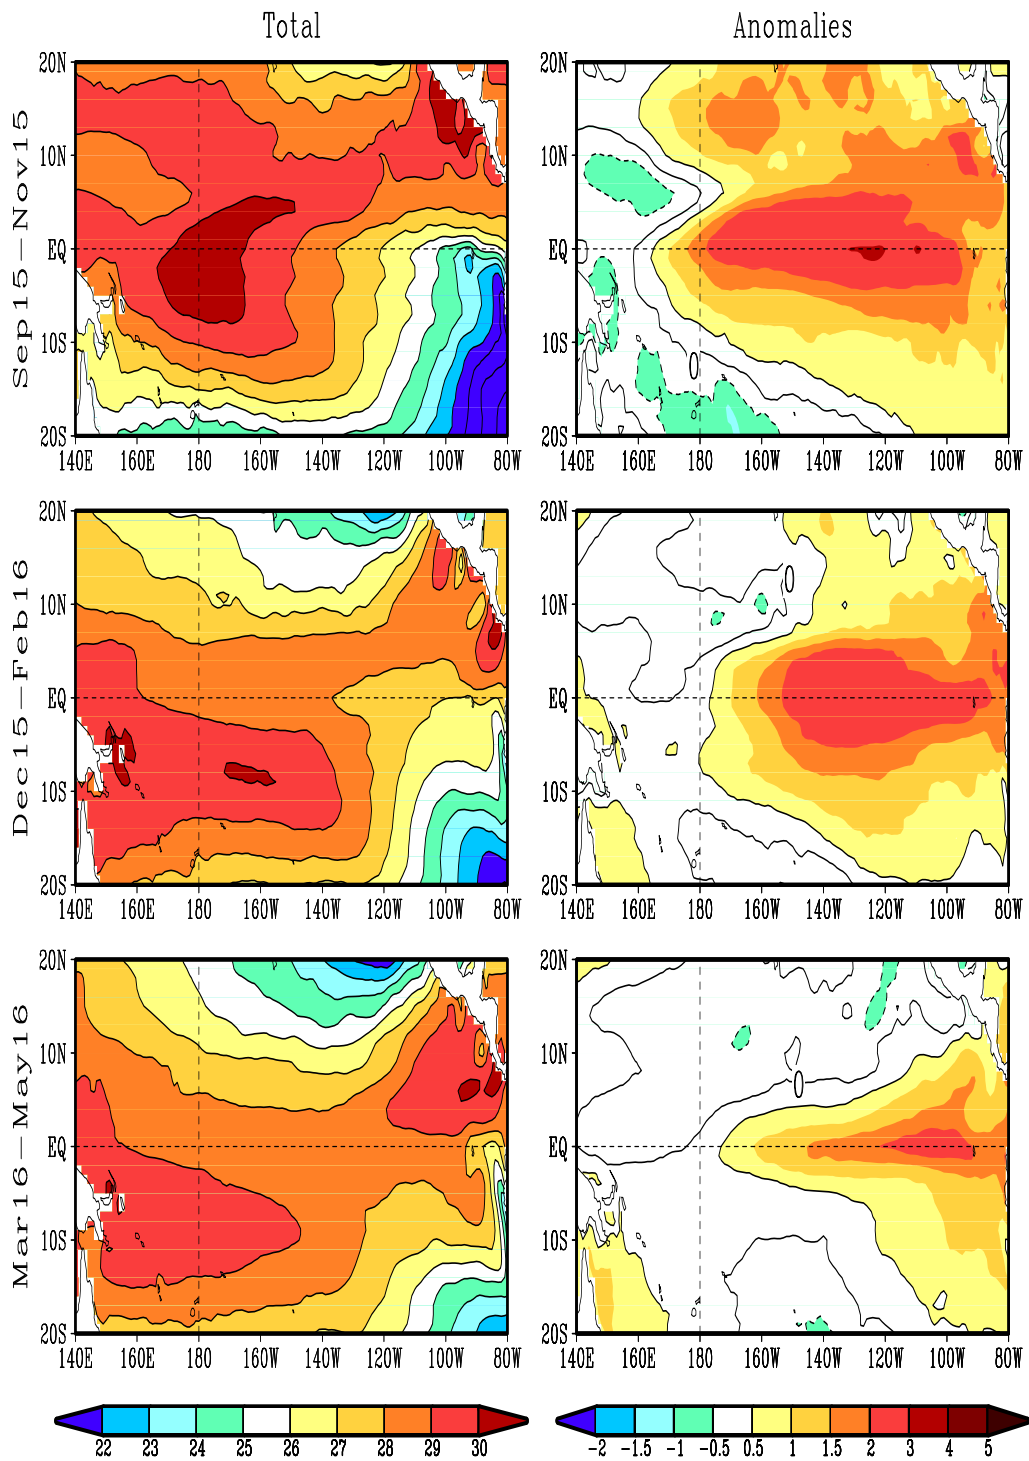 Total Anomalies
20N 20N
10N 10N
EQ EQ
10S 10S
20S 20S
140E 160E 180 160W 140W 120W 100W 80W 140E 160E 180 160W 140W 120W 100W 80W
Sep15-Nov15
0
20N 20N
10N 10N
EQ EQ
10S 10S
20S 20S
140E 160E 180 160W 140W 120W 100W 80W 140E 160E 180 160W 140W 120W 100W 80W
Dec15-Feb16
0
20N 20N
10N 10N
EQ EQ
10S 10S
20S 20S
140E 160E 180 160W 140W 120W 100W 80W 140E 160E 180 160W 140W 120W 100W 80W
Mar16-May16
0
22 23 24 25 26 27 28 29 30 -2 -1.5 -1 -0.5 0.5 1 1.5 2 3 4 5